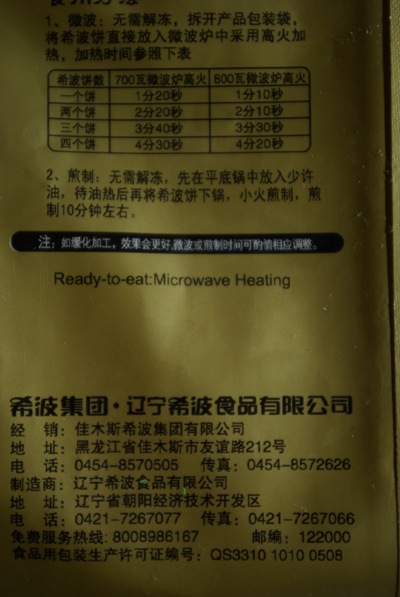 1、微波：无需解冻，拆开产品包装袋，
将希波饼直接放入微波炉中采用高火加
热，加热时间参照下表
希波饼数 700瓦微波炉高火 800瓦微波炉高火
一个饼 1分20秒 1分10秒
两个饼 2分20秒 2分10秒
三个饼 3分40秒 3分30秒
四个饼 4分30秒 4分20秒
2、煎制：无需解冻，先在平底锅中放入少许
油，待油热后再将希波饼下锅，小火煎制，煎
制10分钟左右。
注：如缓化加工，效果会更好,微波或煎制时间可酌情相应调整。
Ready-to-eat:Microwave Heating
希波集团·辽宁希波食品有限公司
经 销：佳木斯希波集团有限公司
地 址：黑龙江省佳木斯市友谊路212号
电 话：0454-8570505 传真：0454-8572626
制造商：辽宁希波食品有限公司
地 址：辽宁省朝阳经济技术开发区
电 话：0421-7267077 传真：0421-7267066
免费服务热线：8008986167 邮编：122000
食品用包装生产许可证编号：QS3310 1010 0508